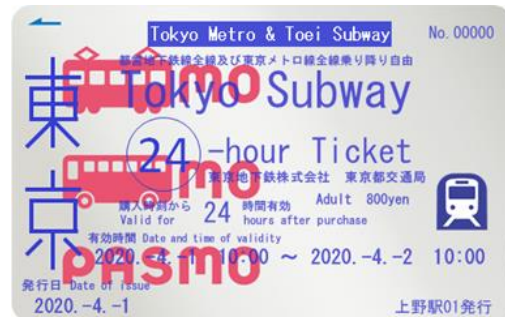 Tokyo Metro & Toei Subway No.00000
都営地下鉄線全線及び東京メトロ線全線乗り降り自由
東京
Tokyo Subway
24-hour Ticket
東京地下鉄株式会社 東京都交通局
購入時刻から 24 時間有効 Adult 800yen
Valid for hours after purchase
有効時間 Date and time of validity
2020.-4.-1 10:00 ~ 2020.-4.-2 10:00
発行日 Date of issue
2020.-4.-1 上野駅01発行
mo
mo
PASMO